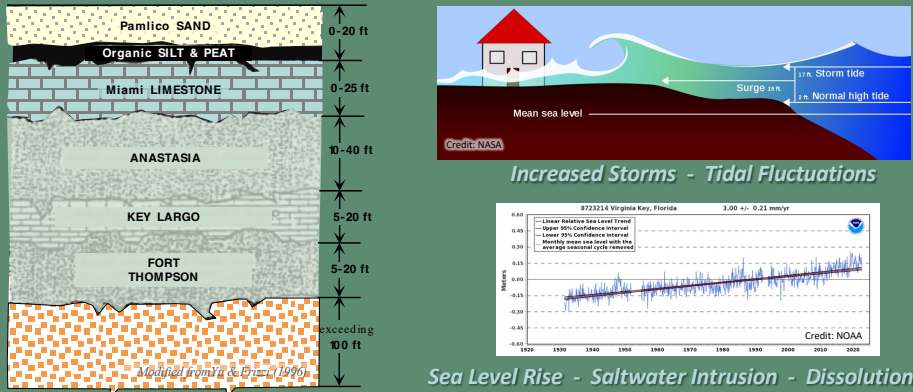 Pamlico SAND
0-20 ft
Organic SILT & PEAT
Miami LIMESTONE
0-25 ft
ANASTASIA
10-40 ft
KEY LARGO
5-20 ft
FORT
THOMPSON
5-20 ft
exceeding
100 ft
Modified from Yu & Frizzi (1996)
17 ft. Storm tide
Surge 15 ft.
2 ft. Normal high tide
Mean sea level
Credit: NASA
Increased Storms - Tidal Fluctuations
8723214 Virginia Key, Florida 3.00 +/- 0.21 mm/yr
Linear Relative Sea Level Trend
Upper 95% Confidence Interval
Lower 95% Confidence Interval
Monthly mean sea level with the
average seasonal cycle removed
Meters
0.60
0.45
0.30
0.15
0.00
-0.15
-0.30
-0.45
-0.60
1920 1930 1940 1950 1960 1970 1980 1990 2000 2010 2020
Credit: NOAA
Sea Level Rise - Saltwater Intrusion - Dissolution